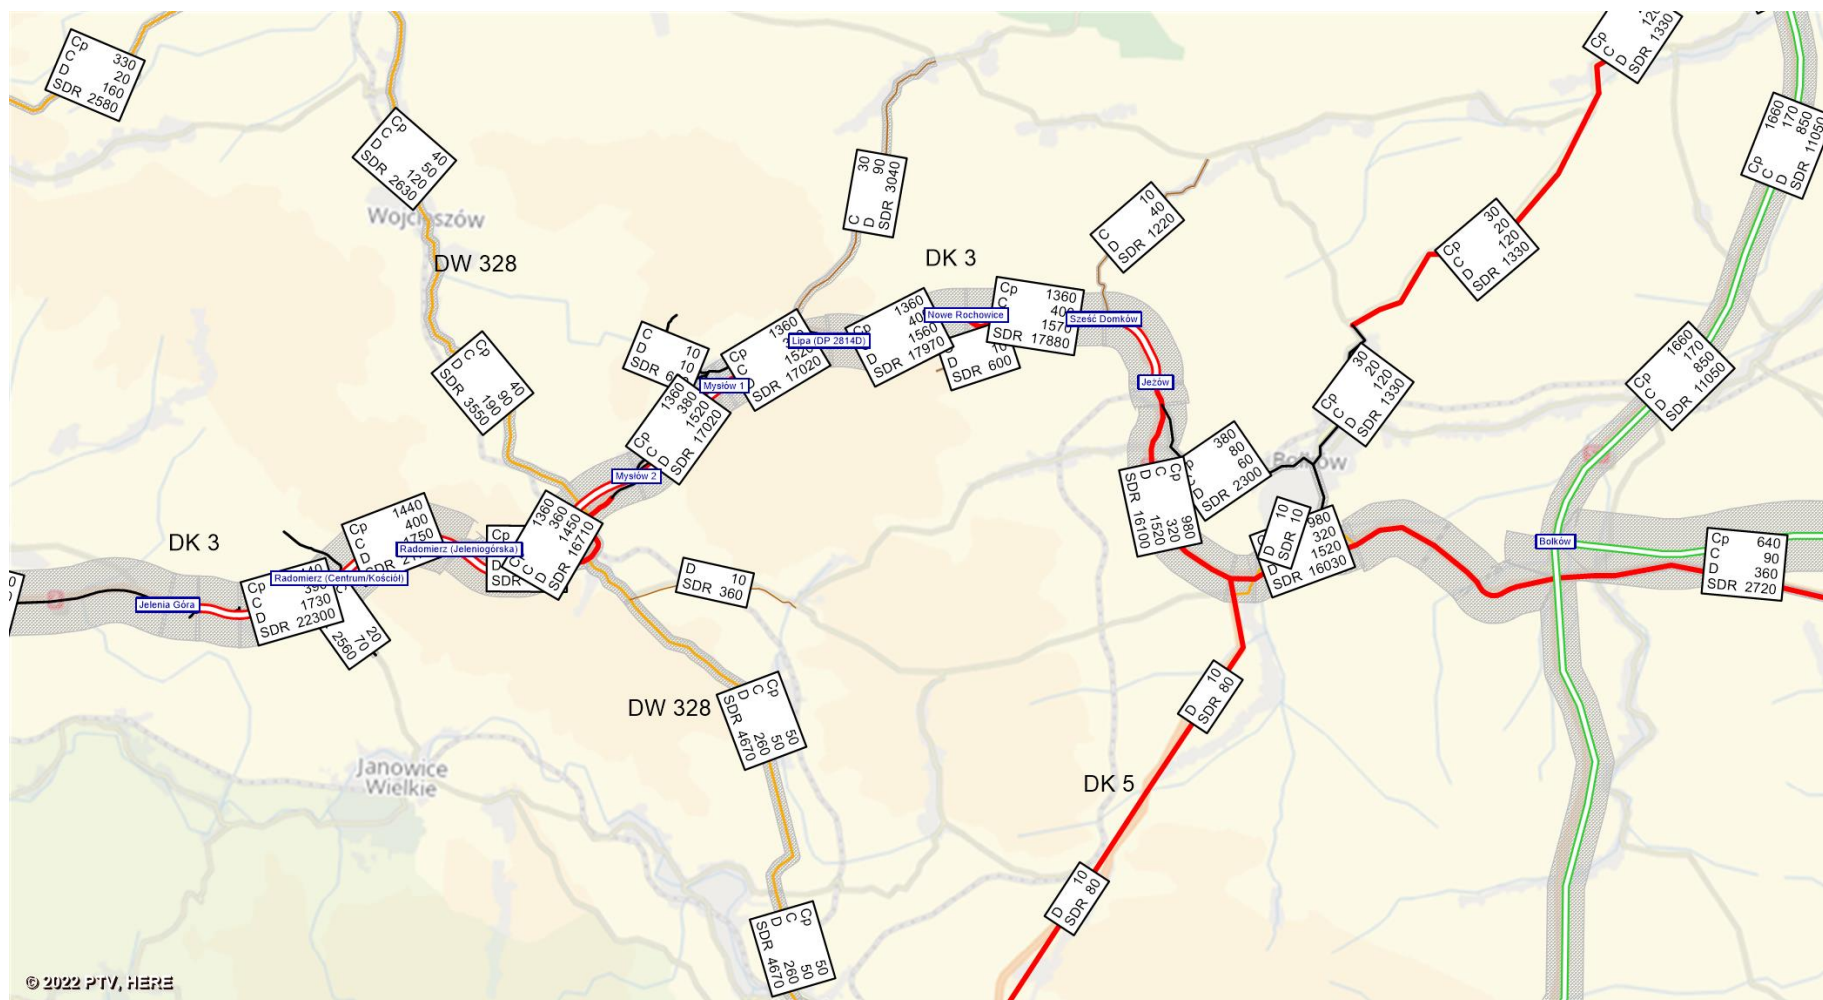 Cp 330
C 20
D 160
SDR 2580
Cp 40
C 50
D 120
SDR 2630
Wojcieszów
DW 328
Cp 40
C 90
D 190
SDR 3550
C 30
D 90
SDR 3040
DK 3
C 10
D 40
SDR 1220
SDR 1330
Cp 30
C 20
D 120
SDR 1330
Cp 1660
C 170
D 850
SDR 11050
Cp 1660
C 170
D 850
SDR 11050
Cp 30
C 20
D 120
SDR 1330
C 10
D 10
Cp 1360
C
D 1520
SDR 17020
Lipa (DP 2814D)
Cp 1360
C
D 1560
SDR 17970
Nowe Rochowice
D 10
SDR 600
Cp 1360
C 400
D 1570
SDR 17880
Sześć Domków
Jeżów
Mysłów 1
Cp 1360
C 380
D 1520
SDR 17020
Mysłów 2
380
C 80
D 60
SDR 2300
Bolków
Cp 980
C 320
D 1520
SDR 16100
980
320
1520
SDR 16030
D 10
SDR 10
Bolków
Cp 640
C 90
D 360
SDR 2720
DK 3
Cp 1440
C 400
D 1750
Radomierz (Jeleniogórska)
Radomierz (Centrum/Kościół)
Jelenia Góra
Cp
C
D 1730
SDR 22300
20
70
2560
Cp
D
SDR
1360
C 360
D 1450
SDR 16710
D 10
SDR 360
DW 328
Cp 50
C 50
D 260
SDR 4670
D 10
SDR 80
DK 5
D 10
SDR 80
Janowice
Wielkie
Cp 50
C 50
D 260
SDR 4670
© 2022 PTV, HERE